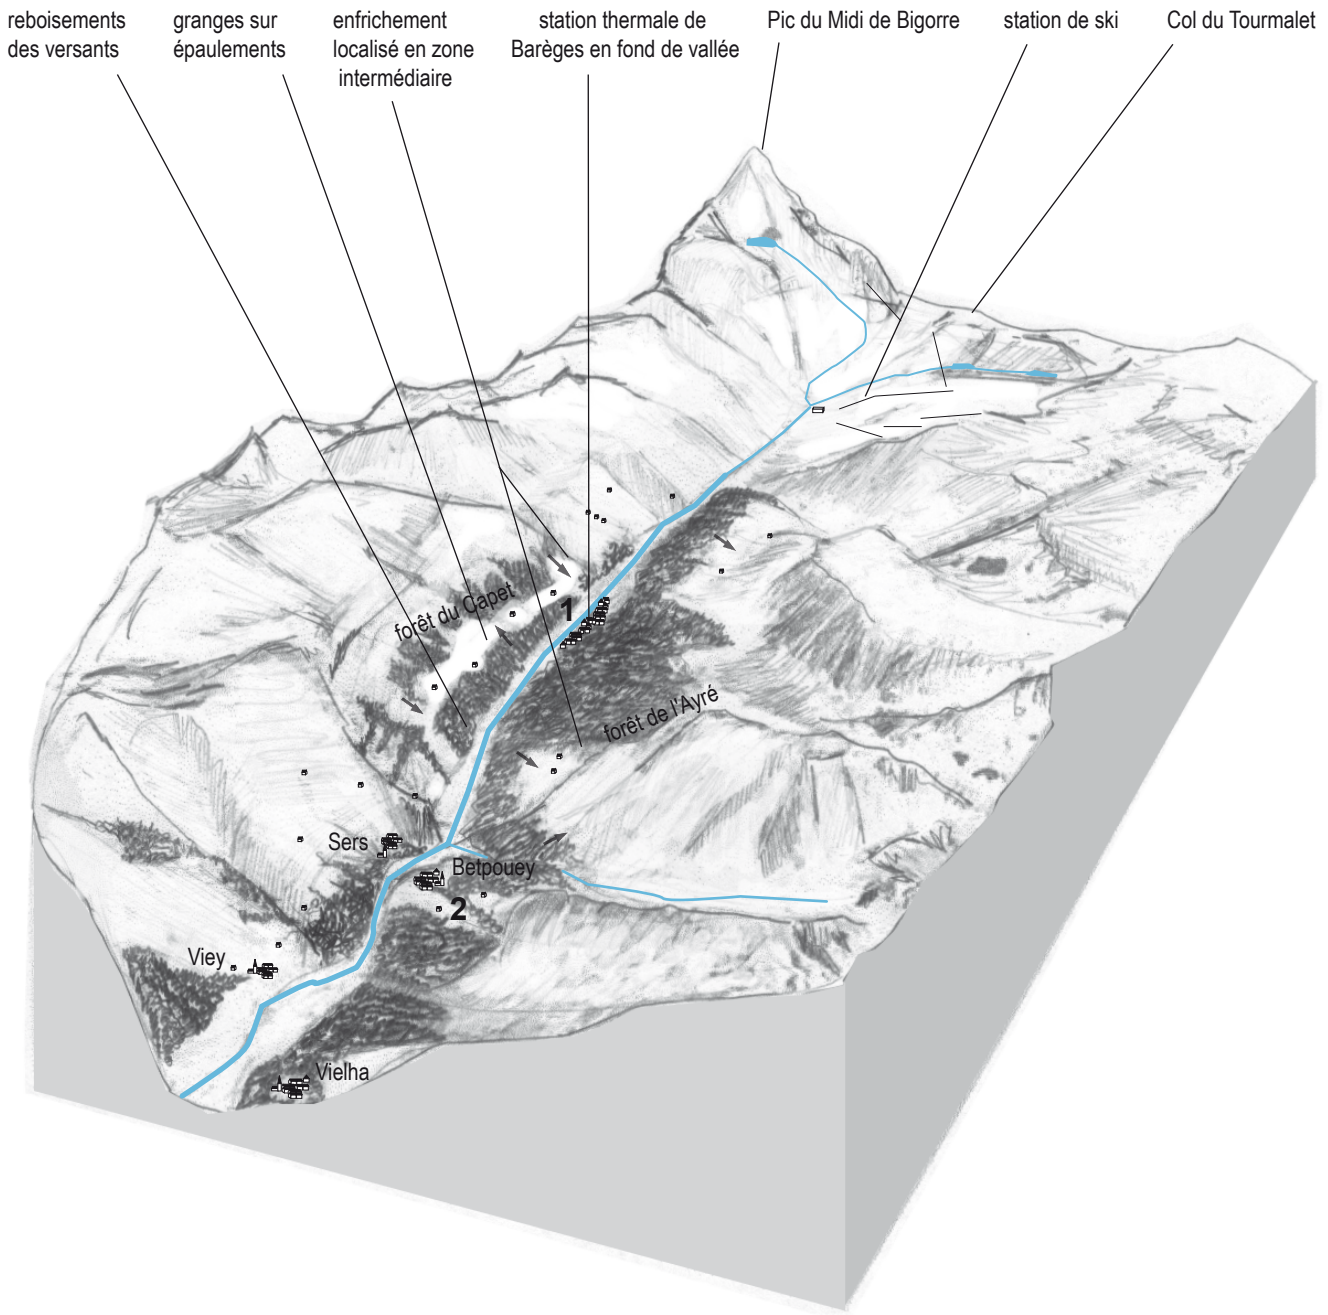 reboisements
des versants
granges sur
épaulements
enfrichement
localisé en zone
intermédiaire
station thermale de
Barèges en fond de vallée
Pic du Midi de Bigorre
station de ski
Col du Tourmalet
forêt du Capet
1
forêt de l'Ayré
Sers
Betpouey
2
Viey
Vielha